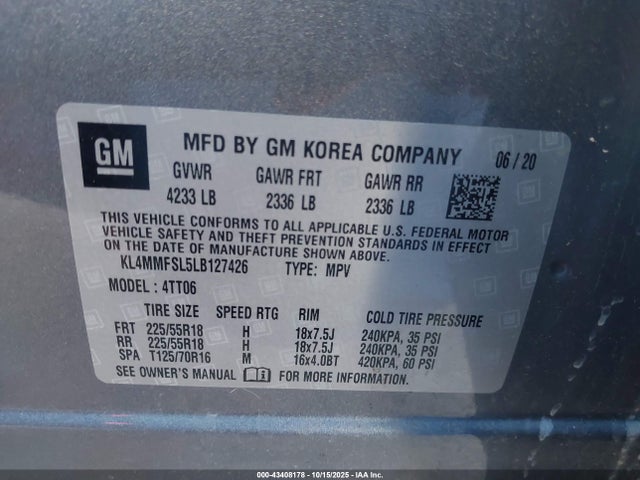 GM MFD BY GM KOREA COMPANY 06/20
GVWR GAWR FRT GAWR RR
4233 LB 2336 LB 2336 LB
THIS VEHICLE CONFORMS TO ALL APPLICABLE U.S. FEDERAL MOTOR
VEHICLE SAFETY AND THEFT PREVENTION STANDARDS IN EFFECT
ON THE DATE OF MANUFACTURE SHOWN ABOVE.
KL4MMFSL5LB127426 TYPE: MPV
MODEL: 4TT06
TIRE SIZE SPEED RTG RIM COLD TIRE PRESSURE
FRT 225/55R18 H 18x7.5J 240KPA, 35 PSI
RR 225/55R18 H 18x7.5J 240KPA, 35 PSI
SPA T125/70R16 M 16x4.0BT 420KPA, 60 PSI
SEE OWNER'S MANUAL FOR MORE INFORMATION.
000-43408178 - 10/15/2025 - IAA Inc.